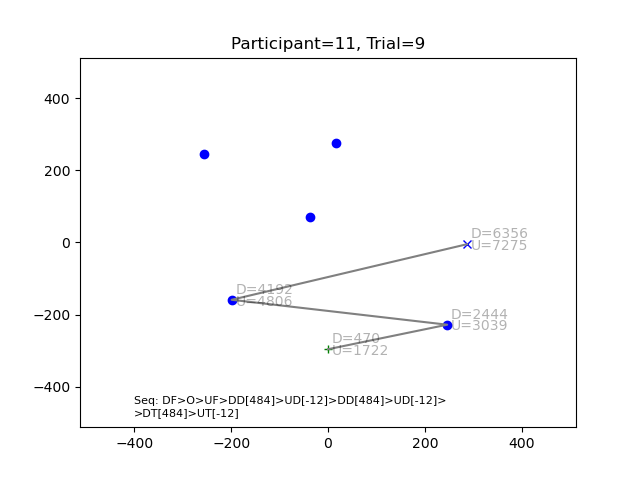 Participant=11, Trial=9
400
200
0
−200
−400
D=6356
U=7275
D=4192
U=4806
D=2444
U=3039
D=470
U=1722
Seq: DF>O>UF>DD[484]>UD[-12]>DD[484]>UD[-12]>
>DT[484]>UT[-12]
−400
−200
0
200
400